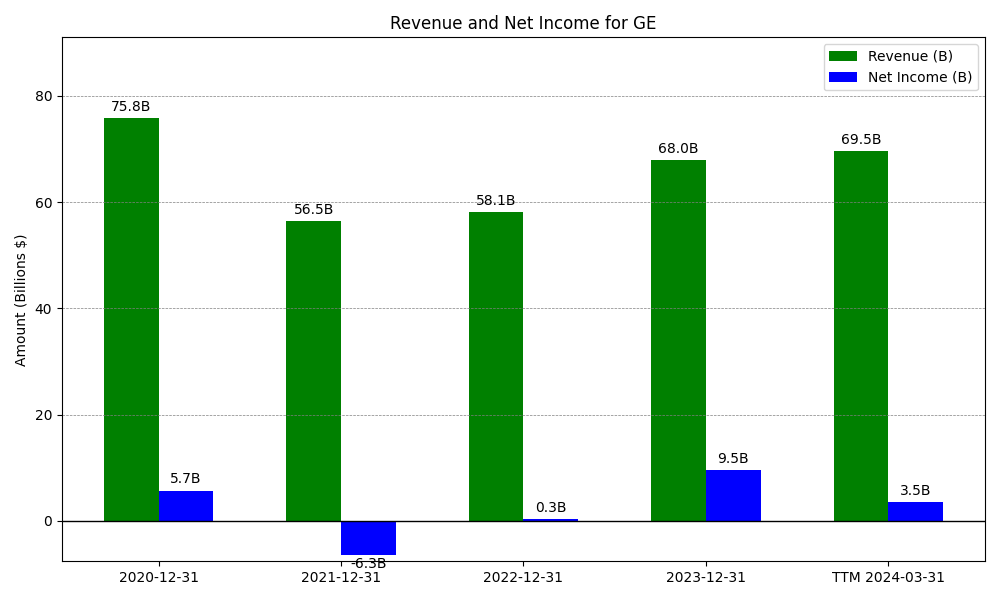 Revenue and Net Income for GE
Revenue (B)
Net Income (B)
Amount (Billions $)
80
60
40
20
0
75.8B
5.7B
56.5B
-6.3B
58.1B
0.3B
68.0B
9.5B
69.5B
3.5B
2020-12-31
2021-12-31
2022-12-31
2023-12-31
TTM 2024-03-31